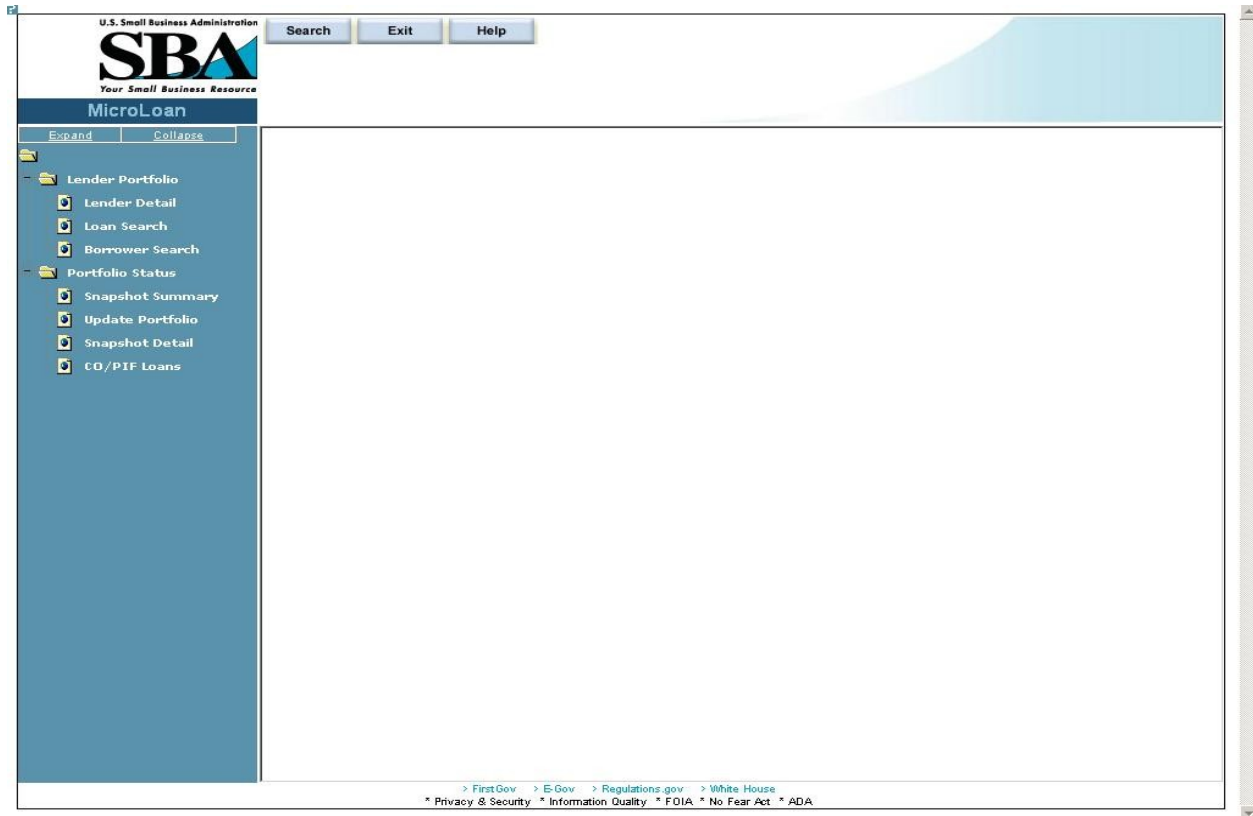 U.S. Small Business Administration
SBA
Your Small Business Resource
Search Exit Help
MicroLoan
Expand Collapse
Lender Portfolio
Lender Detail
Loan Search
Borrower Search
Portfolio Status
Snapshot Summary
Update Portfolio
Snapshot Detail
CO/PIF Loans
> FirstGov > E-Gov > Regulations.gov > White House
* Privacy & Security * Information Quality * FOIA * No Fear Act * ADA